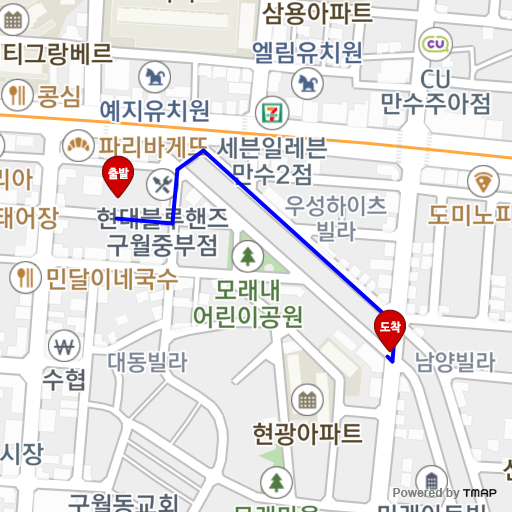 삼용아파트
티그랑베르
엘림유치원
CU
CU
만수주아점
콩심
예지유치원
7
파리바게뜨
세븐일레븐
만수2점
출발
리아
태어장
현대블루핸즈
구월중부점
우성하이츠
빌라
도미노피
민달이네국수
모래내
어린이공원
도착
대동빌라
수협
남양빌라
현광아파트
시장
구월동교회
Powered by TMAP